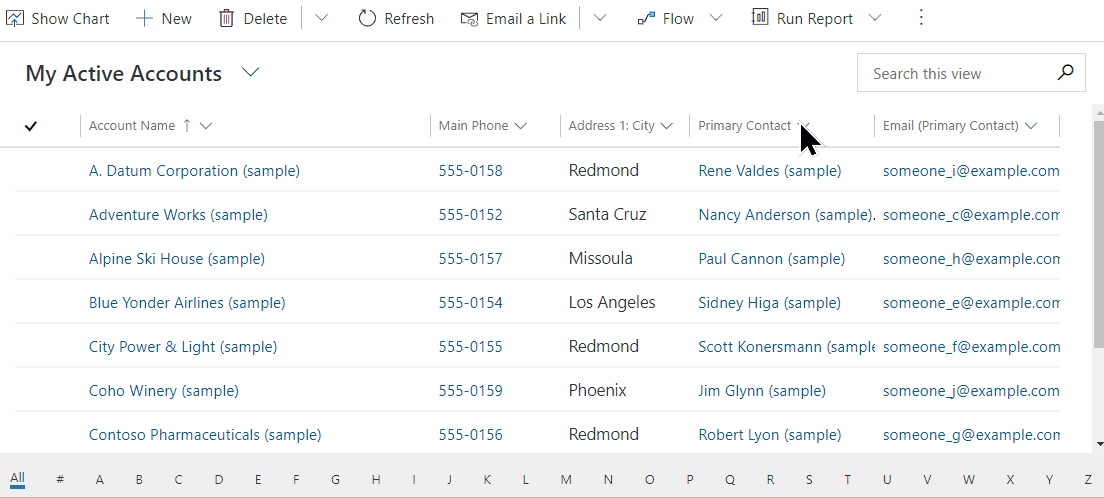 Show Chart New Delete Refresh Email a Link Flow Run Report
My Active Accounts Search this view
Account Name Main Phone Address 1: City Primary Contact Email (Primary Contact)
A. Datum Corporation (sample) 555-0158 Redmond Rene Valdes (sample) someone_i@example.com
Adventure Works (sample) 555-0152 Santa Cruz Nancy Anderson (sample). someone_c@example.com
Alpine Ski House (sample) 555-0157 Missoula Paul Cannon (sample) someone_h@example.com
Blue Yonder Airlines (sample) 555-0154 Los Angeles Sidney Higa (sample) someone_e@example.com
City Power & Light (sample) 555-0155 Redmond Scott Konersmann (sample someone_f@example.com
Coho Winery (sample) 555-0159 Phoenix Jim Glynn (sample) someone_j@example.com
Contoso Pharmaceuticals (sample) 555-0156 Redmond Robert Lyon (sample) someone_g@example.com
All # A B C D E F G H I J K L M N O P Q R S T U V W X Y Z